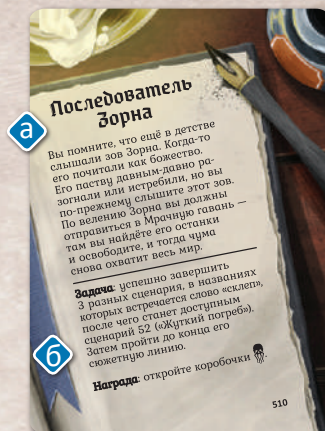 Последователь
Зорна
а
Вы помните, что ещё в детстве
слышали зов Зорна. Когда-то
его почитали как божество.
Его паству давным-давно ра-
зогнали или истребили, но вы
по-прежнему слышите этот зов.
По велению Зорна вы должны
отправиться в Мрачную гавань —
там вы найдёте его останки
и освободите, и тогда чума
снова охватит весь мир.
Задача: успешно завершить
3 разных сценария, в названиях
которых встречается слово «склеп»,
после чего станет доступным
сценарий 52 («Жуткий погреб»).
б
Затем пройти до конца его
сюжетную линию.
Награда: откройте коробочки
510